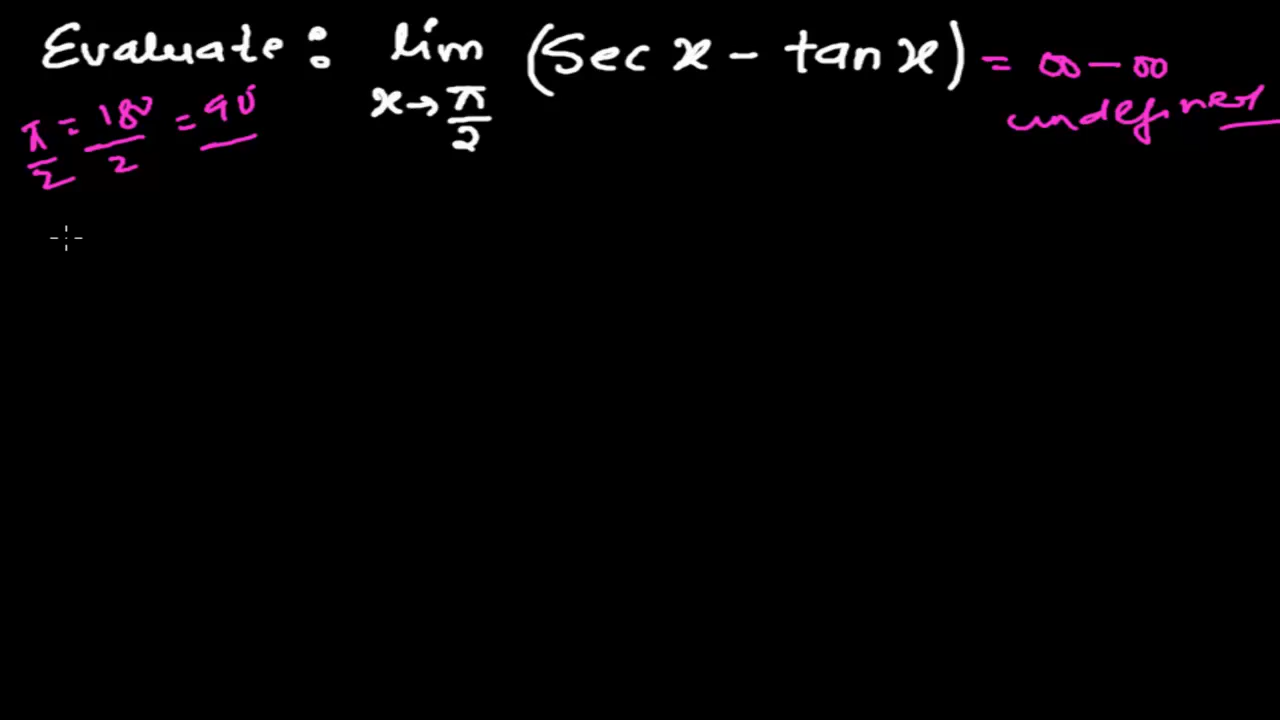 Evaluate : lim x→π/2 (Sec x - tan x) = ∞ - ∞
undefined
π/2 = 180/2 = 90